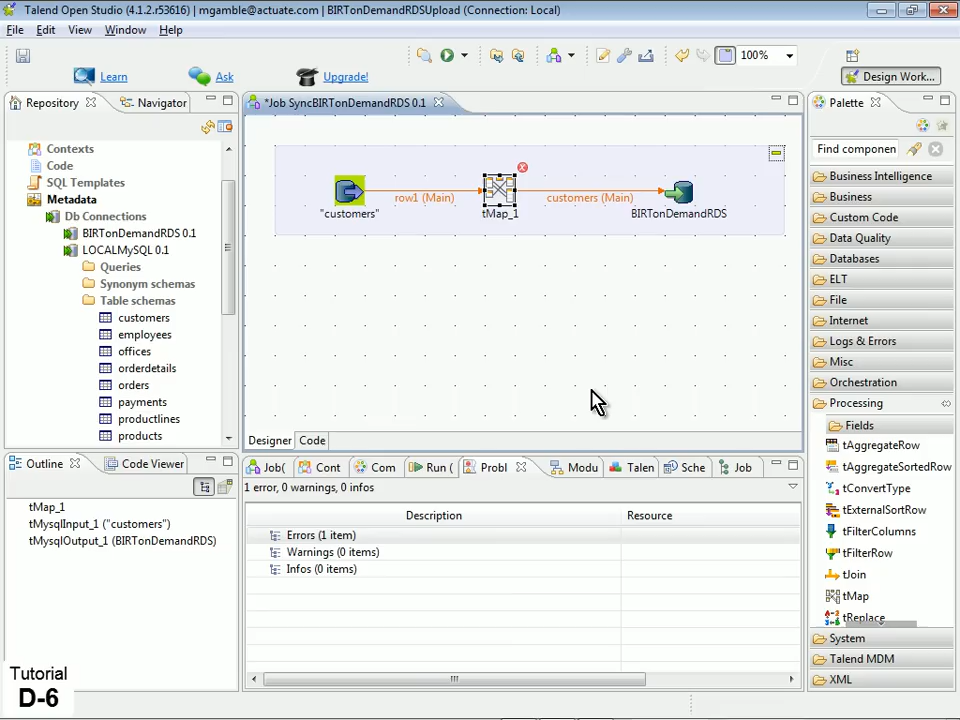 Talend Open Studio (4.1.2.r53616) | mgamble@actuate.com | BIRTonDemandRDSUpload (Connection: Local)
File Edit View Window Help
100%
Learn Ask Upgrade! Design Work...
Repository Navigator
Contexts
Code
SQL Templates
Metadata
Db Connections
BIRTonDemandRDS 0.1
LOCALMySQL 0.1
Queries
Synonym schemas
Table schemas
customers
employees
offices
orderdetails
orders
payments
productlines
products
*Job SyncBIRTonDemandRDS 0.1
row1 (Main) customers (Main)
"customers" tMap_1 BIRTonDemandRDS
Designer Code
Palette
Find componen
Business Intelligence
Business
Custom Code
Data Quality
Databases
ELT
File
Internet
Logs & Errors
Misc
Orchestration
Processing
Fields
tAggregateRow
tAggregateSortedRow
tConvertType
tExternalSortRow
tFilterColumns
tFilterRow
tJoin
tMap
tReplace
System
Talend MDM
XML
Outline Code Viewer
tMap_1
tMysqlInput_1 ("customers")
tMysqlOutput_1 (BIRTonDemandRDS)
Job( Cont Com Run ( Probl Modu Talen Sche Job
1 error, 0 warnings, 0 infos
Description Resource
Errors (1 item)
Warnings (0 items)
Infos (0 items)
Tutorial
D-6